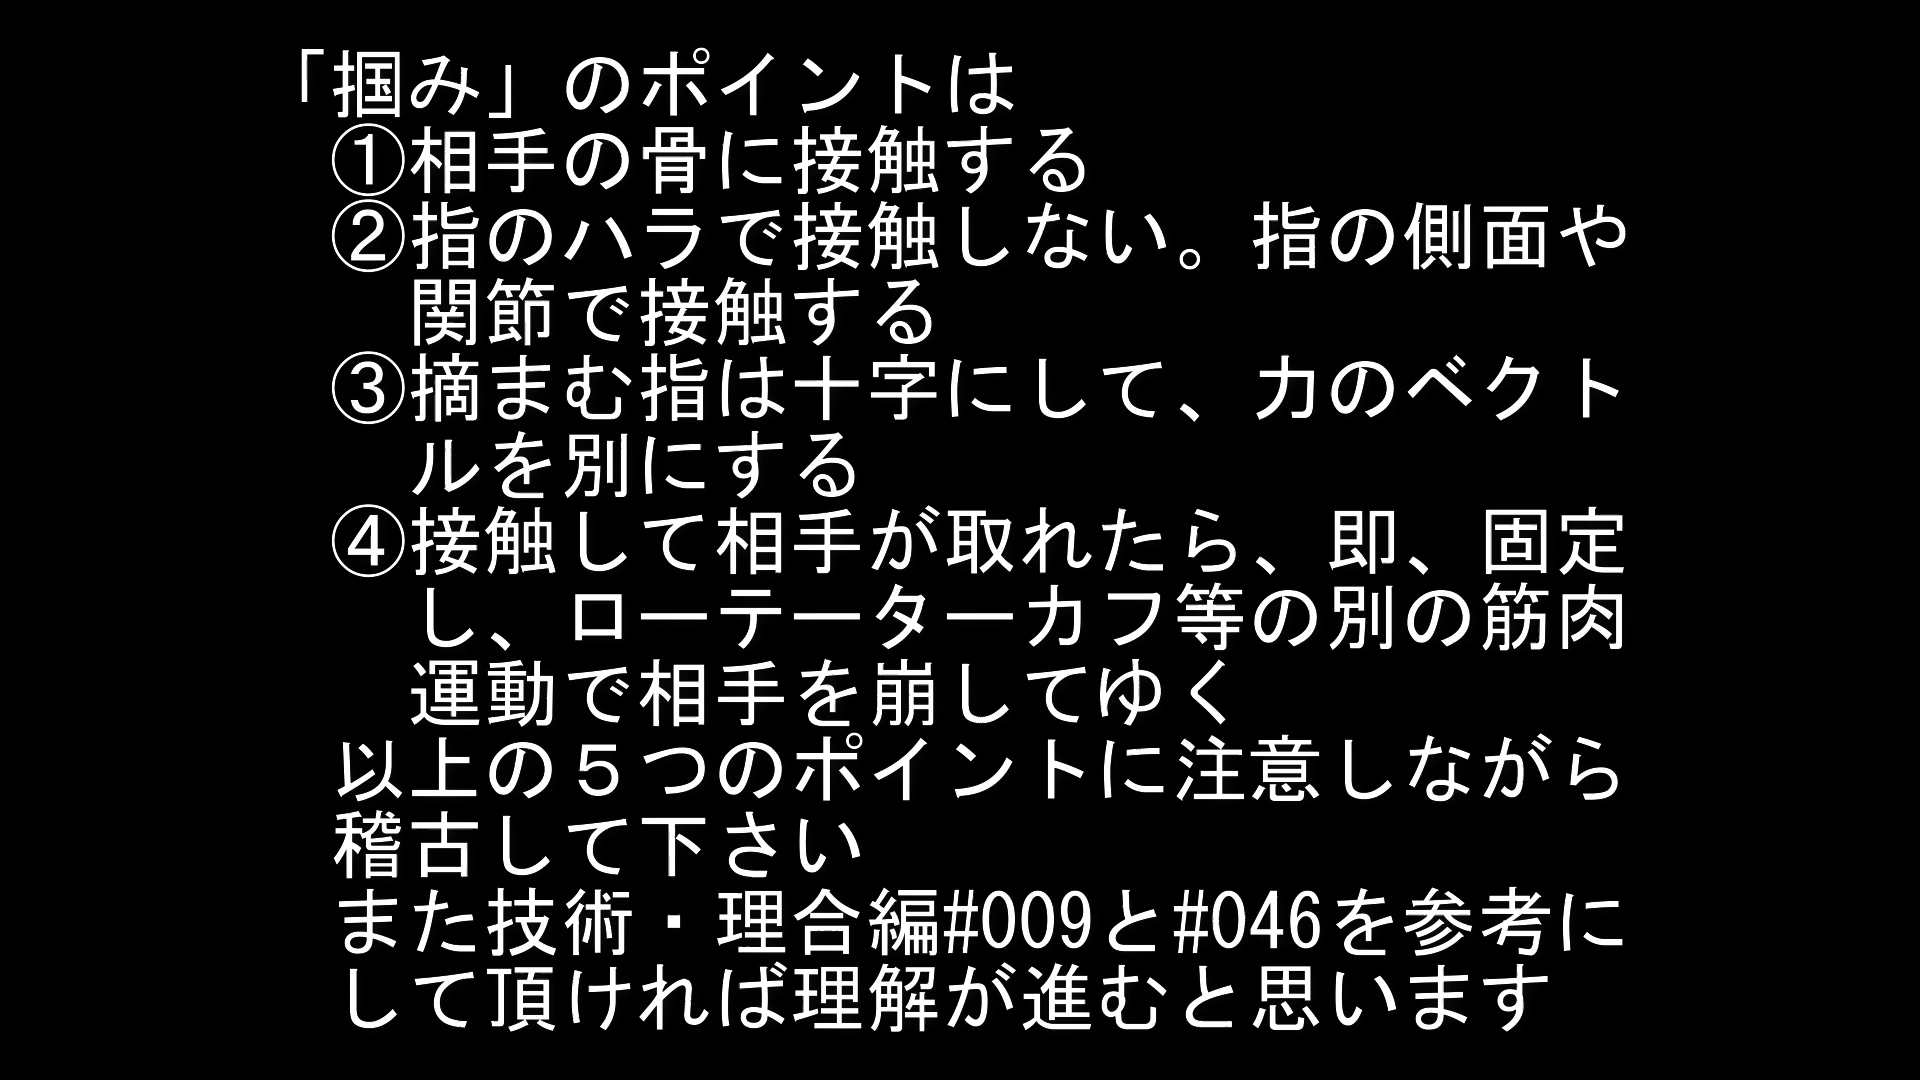 「掴み」のポイントは
①相手の骨に接触する
②指のハラで接触しない。指の側面や
関節で接触する
③摘まむ指は十字にして、力のベクト
ルを別にする
④接触して相手が取れたら、即、固定
し、ローテーターカフ等の別の筋肉
運動で相手を崩してゆく
以上の５つのポイントに注意しながら
稽古して下さい
また技術・理合編#009と#046を参考に
して頂ければ理解が進むと思います